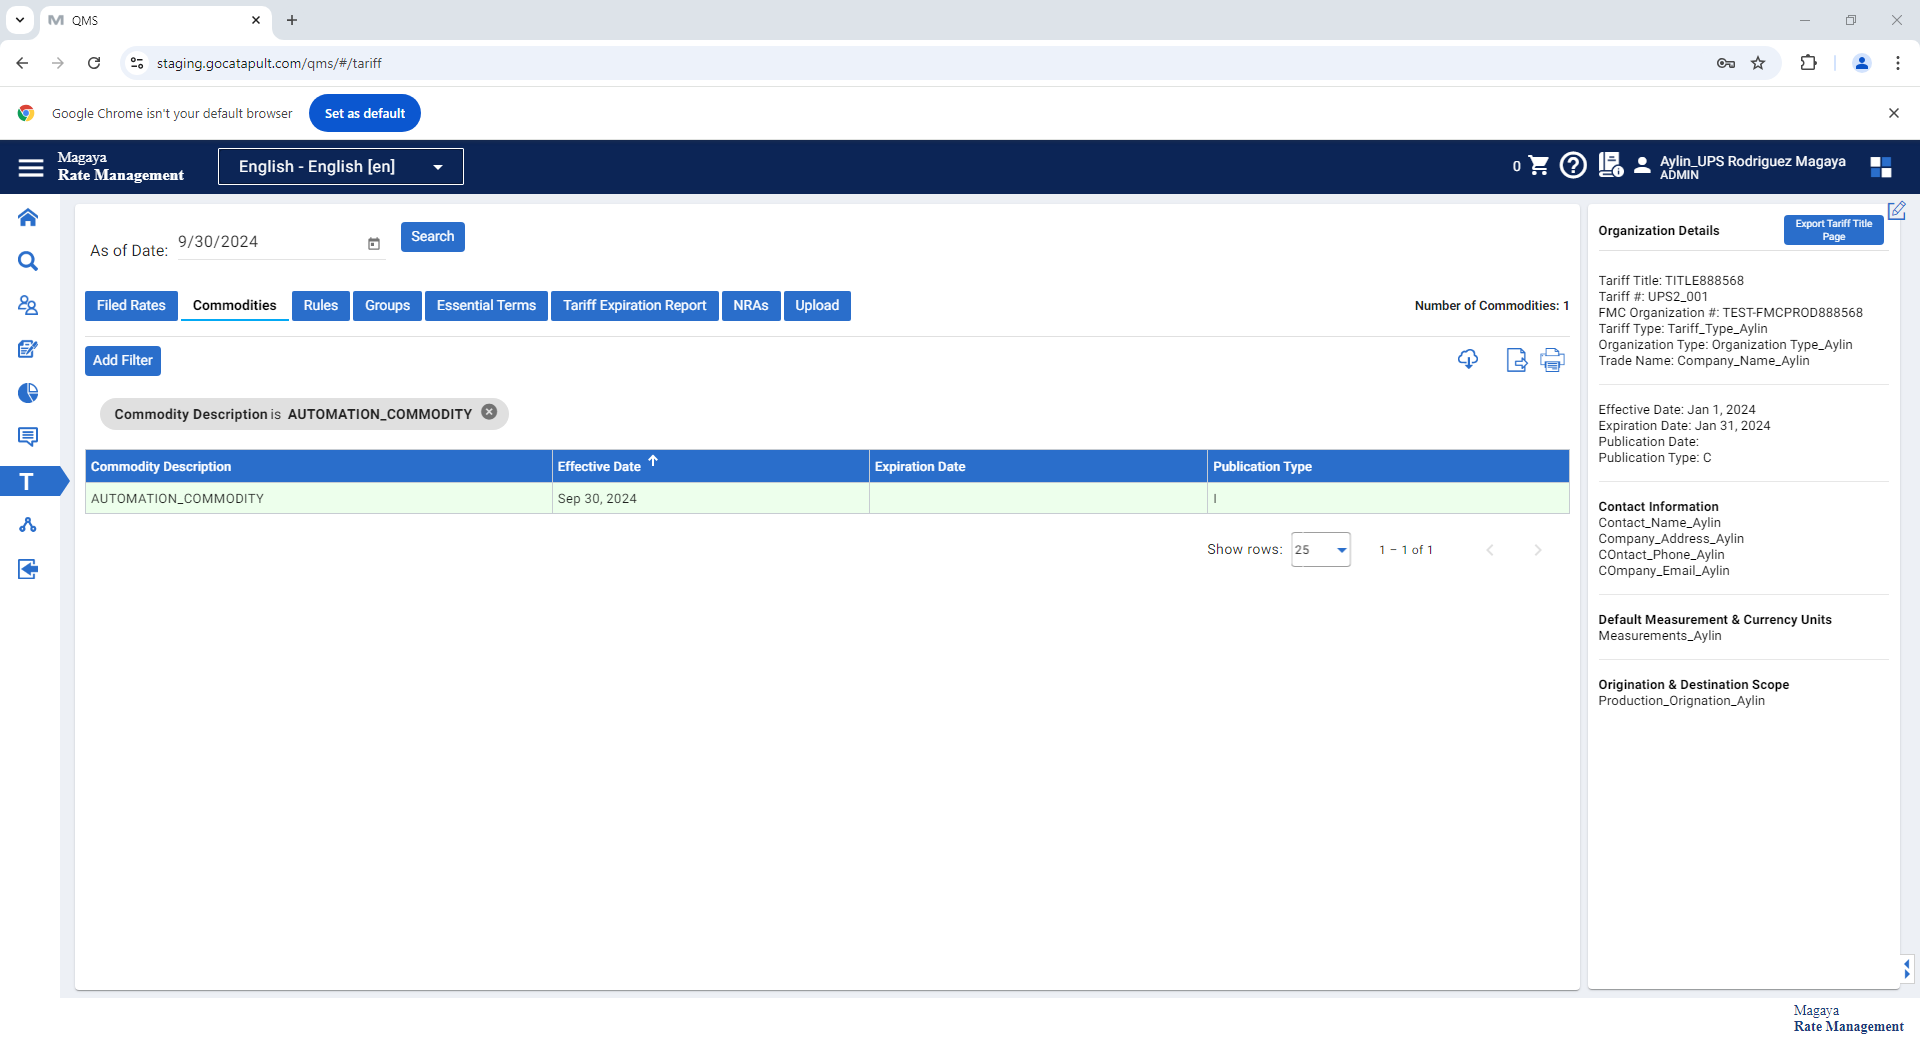 QMS
staging.gocatapult.com/qms/#/tariff
Google Chrome isn't your default browser
Set as default
Magaya
Rate Management
English - English [en]
0
Aylin_UPS Rodriguez Magaya
ADMIN
As of Date:
9/30/2024
Search
Filed Rates
Commodities
Rules
Groups
Essential Terms
Tariff Expiration Report
NRAs
Upload
Number of Commodities: 1
Add Filter
Commodity Description is AUTOMATION_COMMODITY
Commodity Description
Effective Date
Expiration Date
Publication Type
AUTOMATION_COMMODITY
Sep 30, 2024
I
Show rows:
25
1 – 1 of 1
T
Organization Details
Export Tariff Title
Page
Tariff Title: TITLE888568
Tariff #: UPS2_001
FMC Organization #: TEST-FMCPROD888568
Tariff Type: Tariff_Type_Aylin
Organization Type: Organization Type_Aylin
Trade Name: Company_Name_Aylin
Effective Date: Jan 1, 2024
Expiration Date: Jan 31, 2024
Publication Date:
Publication Type: C
Contact Information
Contact_Name_Aylin
Company_Address_Aylin
COntact_Phone_Aylin
COmpany_Email_Aylin
Default Measurement & Currency Units
Measurements_Aylin
Origination & Destination Scope
Production_Orignation_Aylin
Magaya
Rate Management